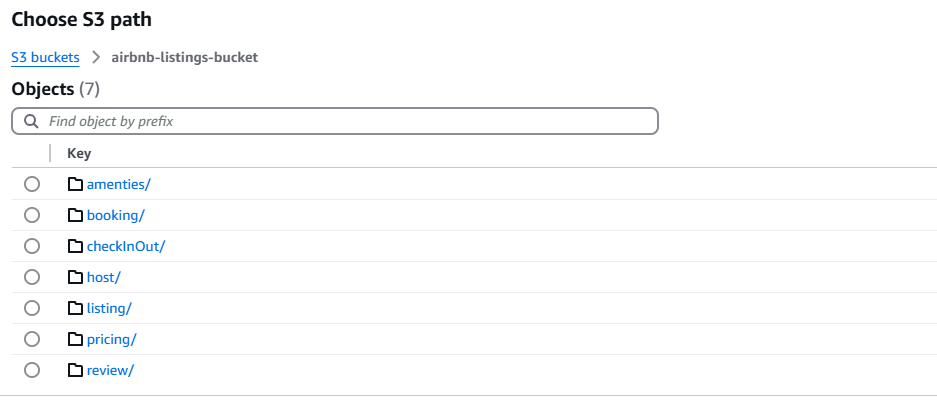 Choose S3 path
S3 buckets > airbnb-listings-bucket
Objects (7)
Find object by prefix
Key
amenties/
booking/
checkInOut/
host/
listing/
pricing/
review/